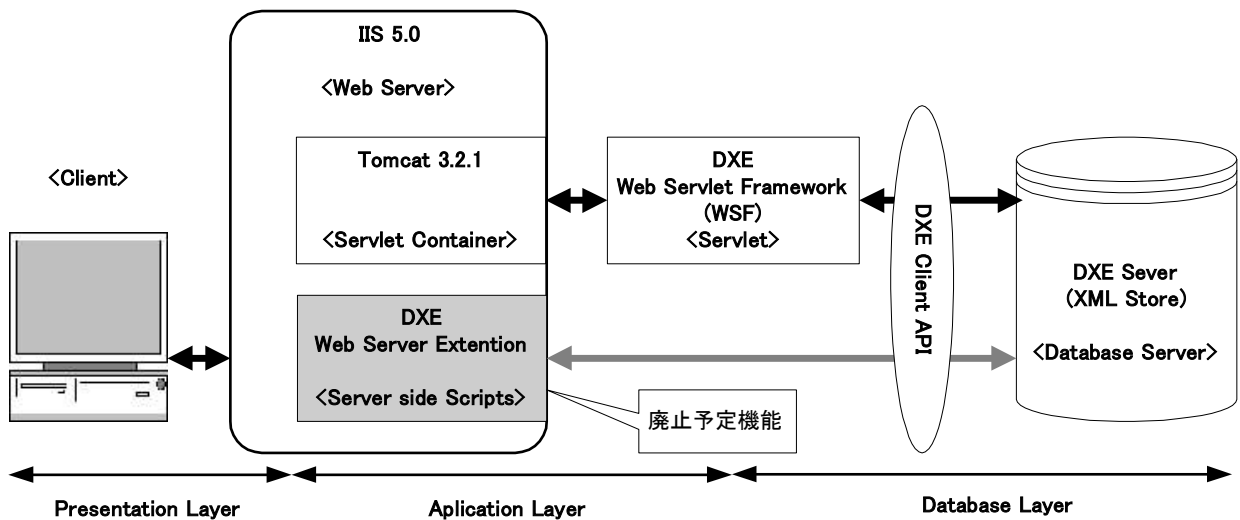 IIS 5.0
<Web Server>
<Client>
Tomcat 3.2.1
<Servlet Container>
DXE
Web Servlet Framework
(WSF)
<Servlet>
DXE Client API
DXE Sever
(XML Store)
<Database Server>
DXE
Web Server Extention
<Server side Scripts>
廃止予定機能
Presentation Layer
Aplication Layer
Database Layer